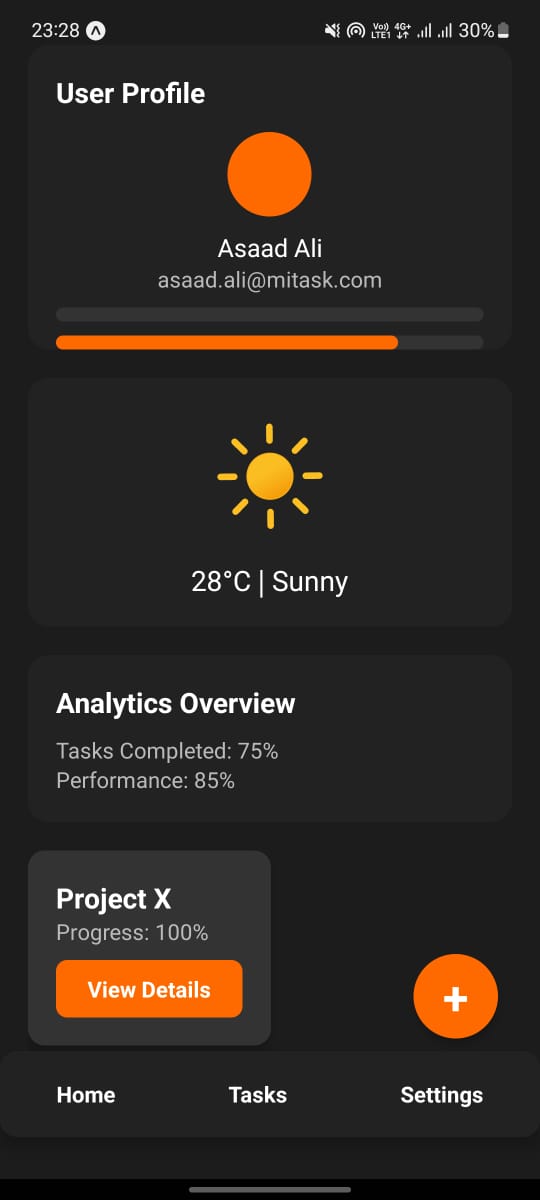 23:28
Vo)) 4G+
LTE1
30%
User Profile
Asaad Ali
asaad.ali@mitask.com
28°C | Sunny
Analytics Overview
Tasks Completed: 75%
Performance: 85%
Project X
Progress: 100%
View Details
+
Home Tasks Settings